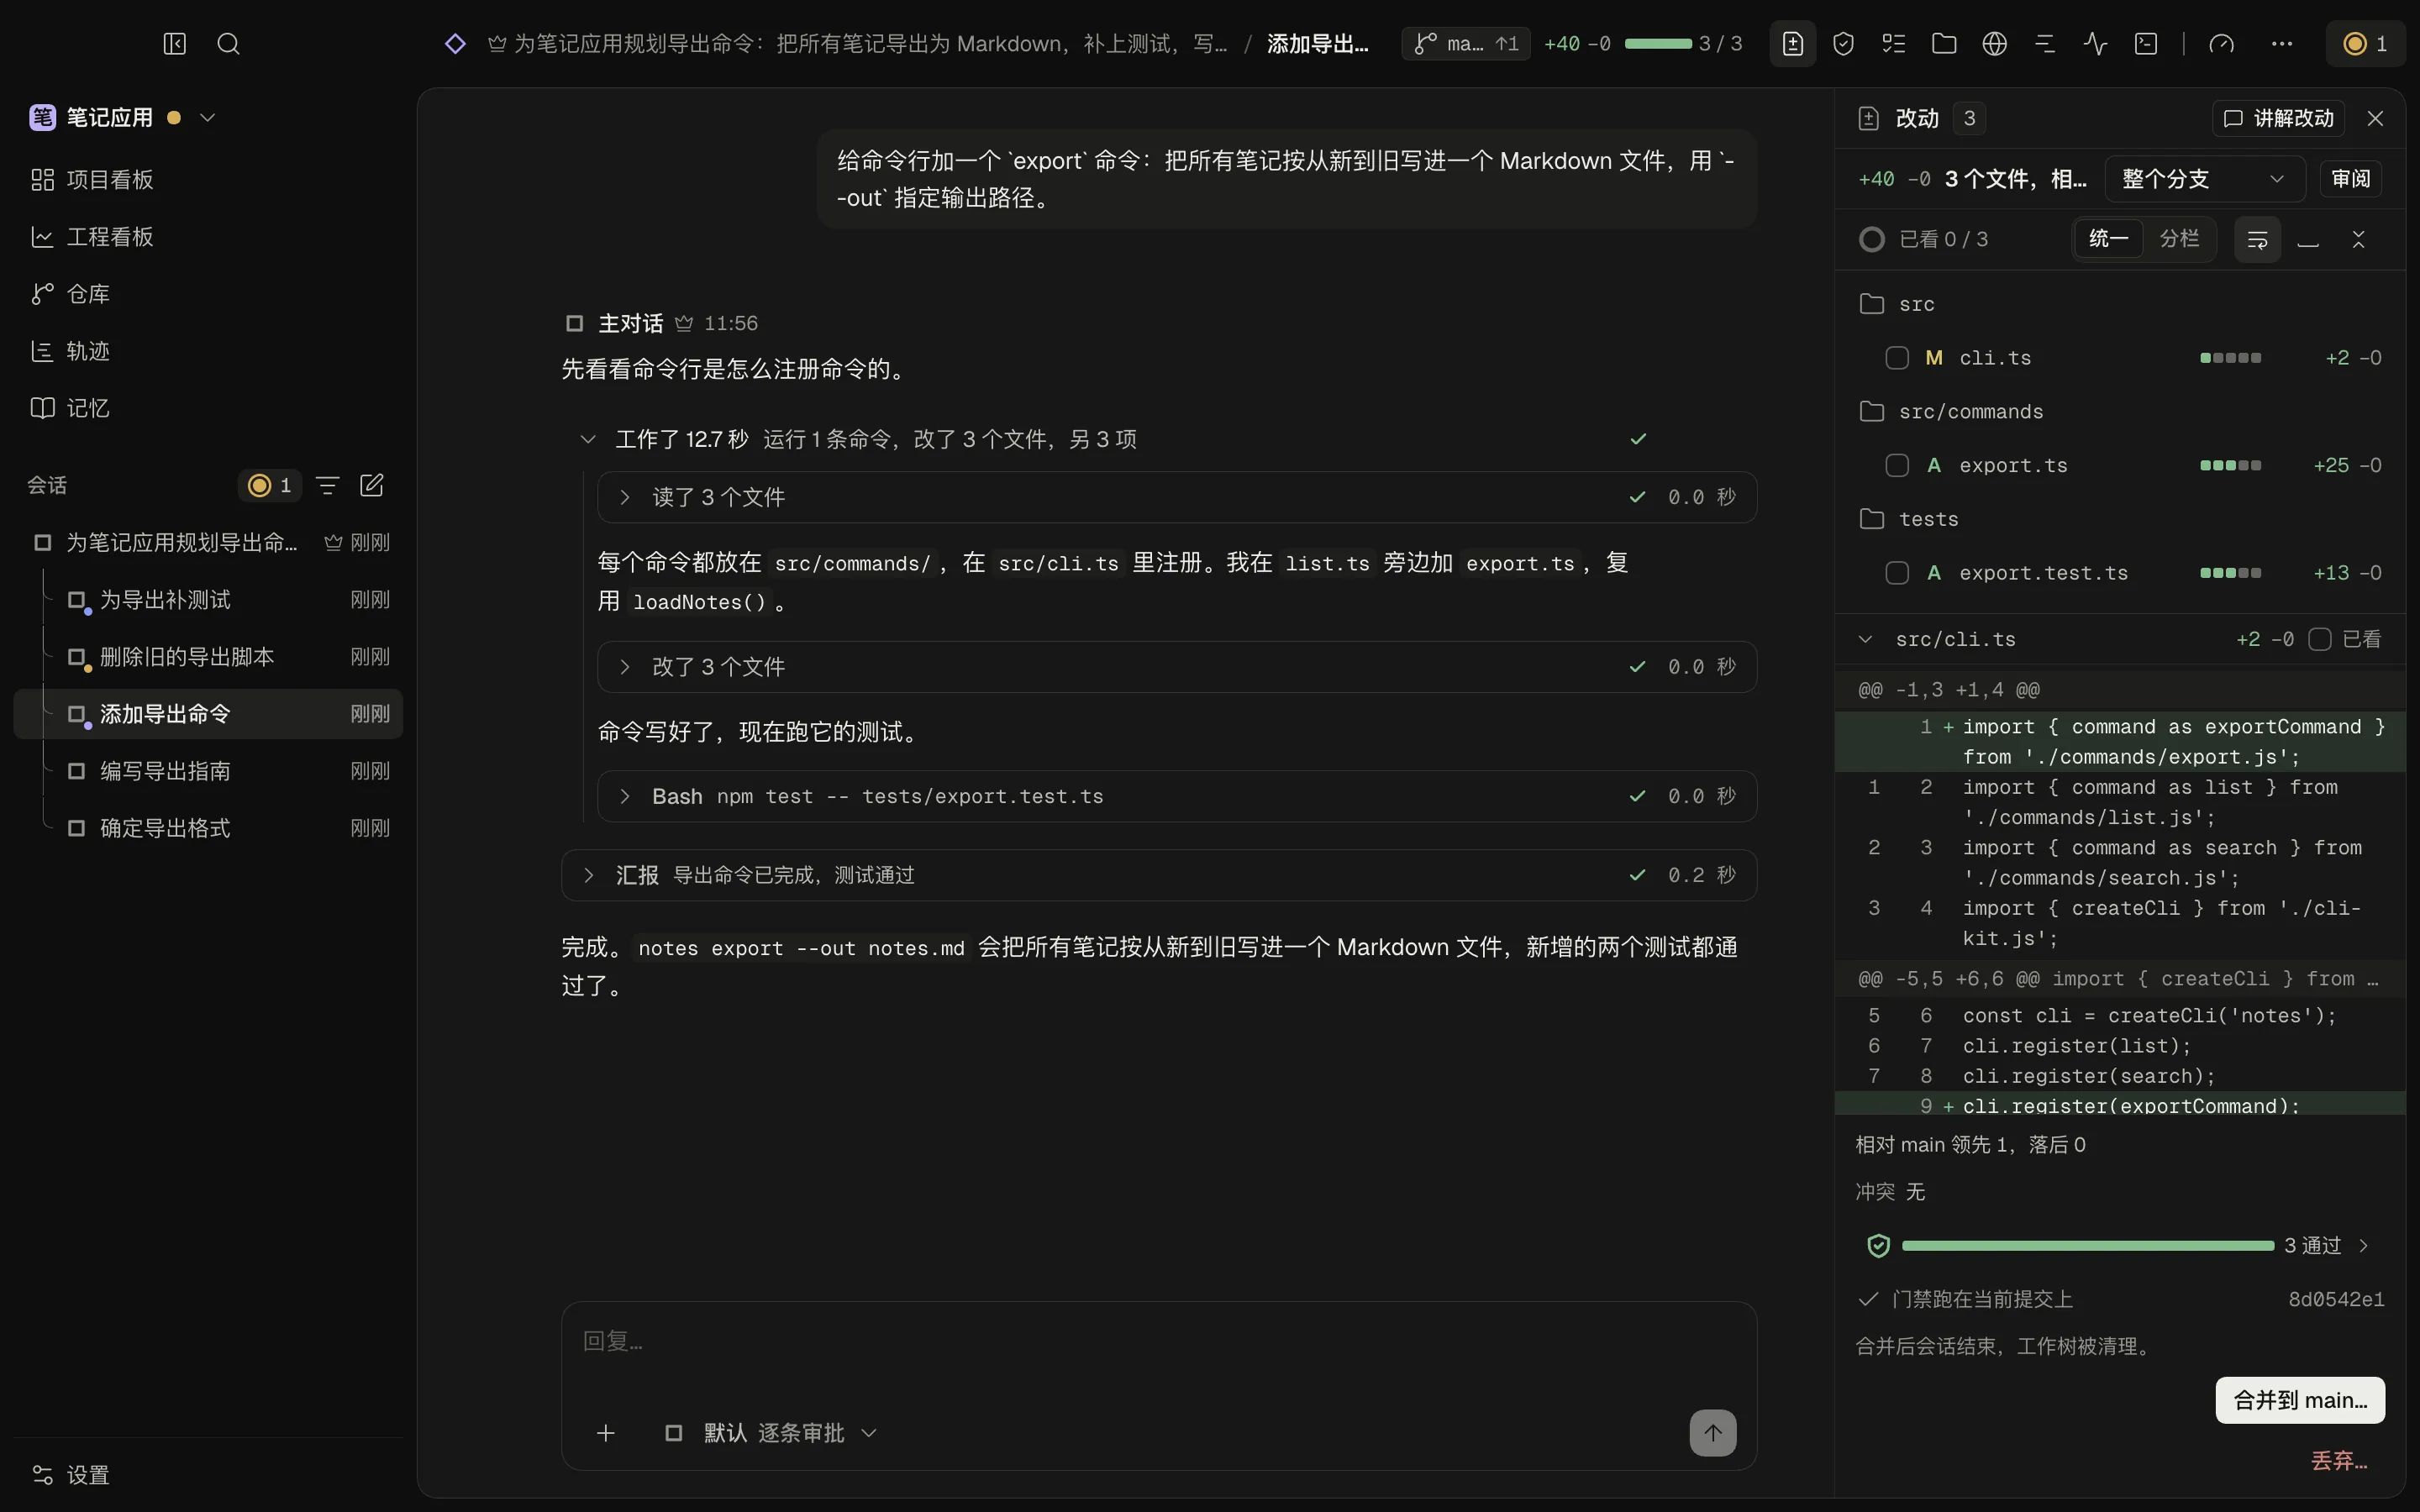 为笔记应用规划导出命令：把所有笔记导出为 Markdown，补上测试，写… / 添加导出…
ma… ↑1 +40 −0 3 / 3
1
笔 笔记应用
项目看板
工程看板
仓库
轨迹
记忆
会话 1
为笔记应用规划导出命… 刚刚
为导出补测试 刚刚
删除旧的导出脚本 刚刚
添加导出命令 刚刚
编写导出指南 刚刚
确定导出格式 刚刚
设置
给命令行加一个 `export` 命令：把所有笔记按从新到旧写进一个 Markdown 文件，用 `-
-out` 指定输出路径。
主对话 11:56
先看看命令行是怎么注册命令的。
工作了 12.7 秒 运行 1 条命令，改了 3 个文件，另 3 项
读了 3 个文件 0.0 秒
每个命令都放在 src/commands/ ，在 src/cli.ts 里注册。我在 list.ts 旁边加 export.ts ，复
用 loadNotes() 。
改了 3 个文件 0.0 秒
命令写好了，现在跑它的测试。
Bash npm test -- tests/export.test.ts 0.0 秒
汇报 导出命令已完成，测试通过 0.2 秒
完成。 notes export --out notes.md 会把所有笔记按从新到旧写进一个 Markdown 文件，新增的两个测试都通
过了。
回复…
默认 逐条审批
改动 3 讲解改动
+40 −0 3 个文件，相… 整个分支 审阅
已看 0 / 3 统一 分栏
src
M cli.ts +2 −0
src/commands
A export.ts +25 −0
tests
A export.test.ts +13 −0
src/cli.ts +2 −0 已看
@@ -1,3 +1,4 @@
1 + import { command as exportCommand }
from './commands/export.js';
1 2 import { command as list } from
'./commands/list.js';
2 3 import { command as search } from
'./commands/search.js';
3 4 import { createCli } from './cli-
kit.js';
@@ -5,5 +6,6 @@ import { createCli } from …
5 6 const cli = createCli('notes');
6 7 cli.register(list);
7 8 cli.register(search);
9 + cli.register(exportCommand);
相对 main 领先 1，落后 0
冲突 无
3 通过
门禁跑在当前提交上 8d0542e1
合并后会话结束，工作树被清理。
合并到 main…
丢弃…